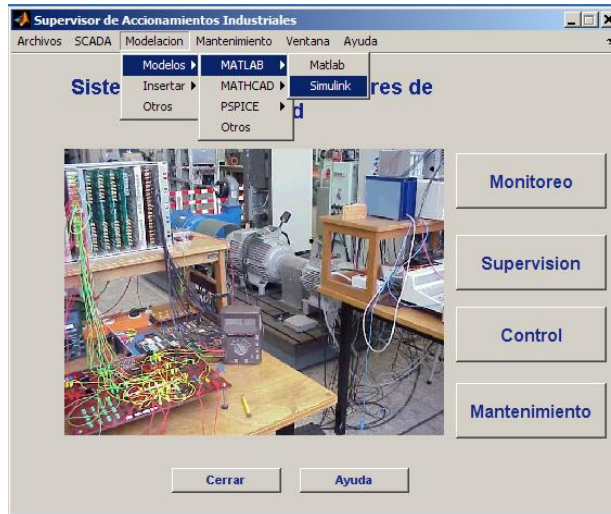 Supervisor de Accionamientos Industriales
Archivos SCADA Modelacion Mantenimiento Ventana Ayuda
Modelos MATLAB Matlab
Insertar MATHCAD Simulink
Otros PSPICE
Otros
Siste res de
d
Monitoreo
Supervision
Control
Mantenimiento
Cerrar Ayuda